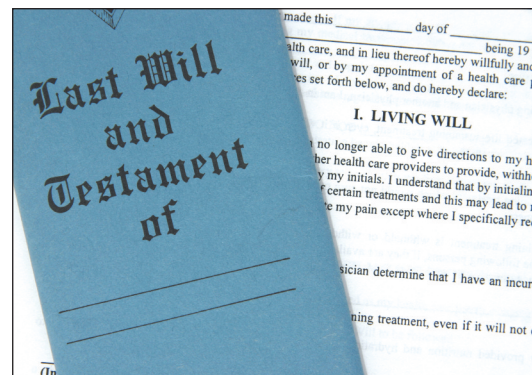 Last Will
and
Testament
of
made this ____________ day of
being 19
alth care, and in lieu thereof hereby willfully and
will, or by my appointment of a health care
ces set forth below, and do hereby declare:
I. LIVING WILL
no longer able to give directions to my
her health care providers to provide, withh
y my initials. I understand that by initialin
f certain treatments and this may lead to
e my pain except where I specifically re
sician determine that I have an incur
ning treatment, even if it will not
(In